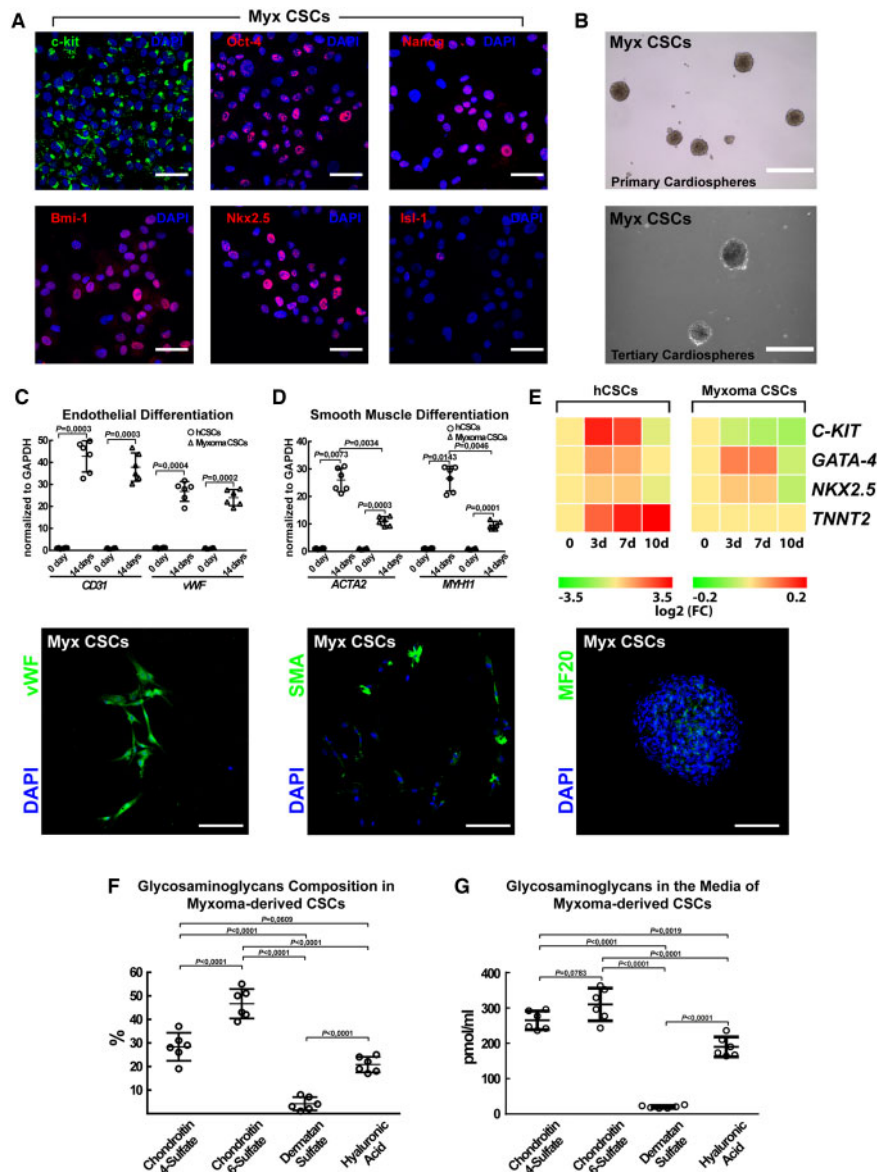 Myx CSCs
A
c-kit DAPI
Oct-4 DAPI
Nanog DAPI
Bmi-1 DAPI
Nkx2.5 DAPI
Isl-1 DAPI
B
Myx CSCs
Primary Cardiospheres
Myx CSCs
Tertiary Cardiospheres
C
Endothelial Differentiation
normalized to GAPDH
50
40
30
20
10
0
P=0,0003
P=0,0003
P=0,0004
P=0,0002
hCSCs
Myxoma CSCs
0 day 14 days 0 day 14 days 0 day 14 days 0 day 14 days
CD31 vWF
D
Smooth Muscle Differentiation
normalized to GAPDH
50
40
30
20
10
0
P=0,0034
P=0,0046
P=0,0073
P=0,0143
P=0,0003
P=0,0001
hCSCs
Myxoma CSCs
0 day 14 days 0 day 14 days 0 day 14 days 0 day 14 days
ACTA2 MYH11
E
hCSCs Myxoma CSCs
C-KIT
GATA-4
NKX2.5
TNNT2
0 3d 7d 10d 0 3d 7d 10d
-3.5 3.5 -0.2 0.2
log2 (FC)
Myx CSCs
DAPI vWF
Myx CSCs
DAPI SMA
Myx CSCs
DAPI MF20
F
Glycosaminoglycans Composition in
Myxoma-derived CSCs
P=0,0609
P<0,0001
P<0,0001
P<0,0001
P<0,0001
P<0,0001
%
60
50
40
30
20
10
Chondroitin
4-Sulfate
Chondroitin
6-Sulfate
Dermatan
Sulfate
Hyaluronic
Acid
G
Glycosaminoglycans in the Media of
Myxoma-derived CSCs
P=0,0019
P<0,0001
P<0,0001
P<0,0001
P=0,0783
P<0,0001
pmol/ml
400
300
200
100
0
Chondroitin
4-Sulfate
Chondroitin
6-Sulfate
Dermatan
Sulfate
Hyaluronic
Acid